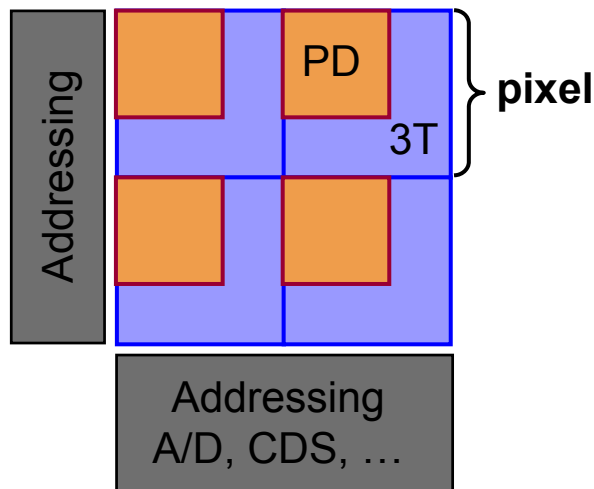 Addressing
PD
pixel
3T
Addressing
A/D, CDS, …